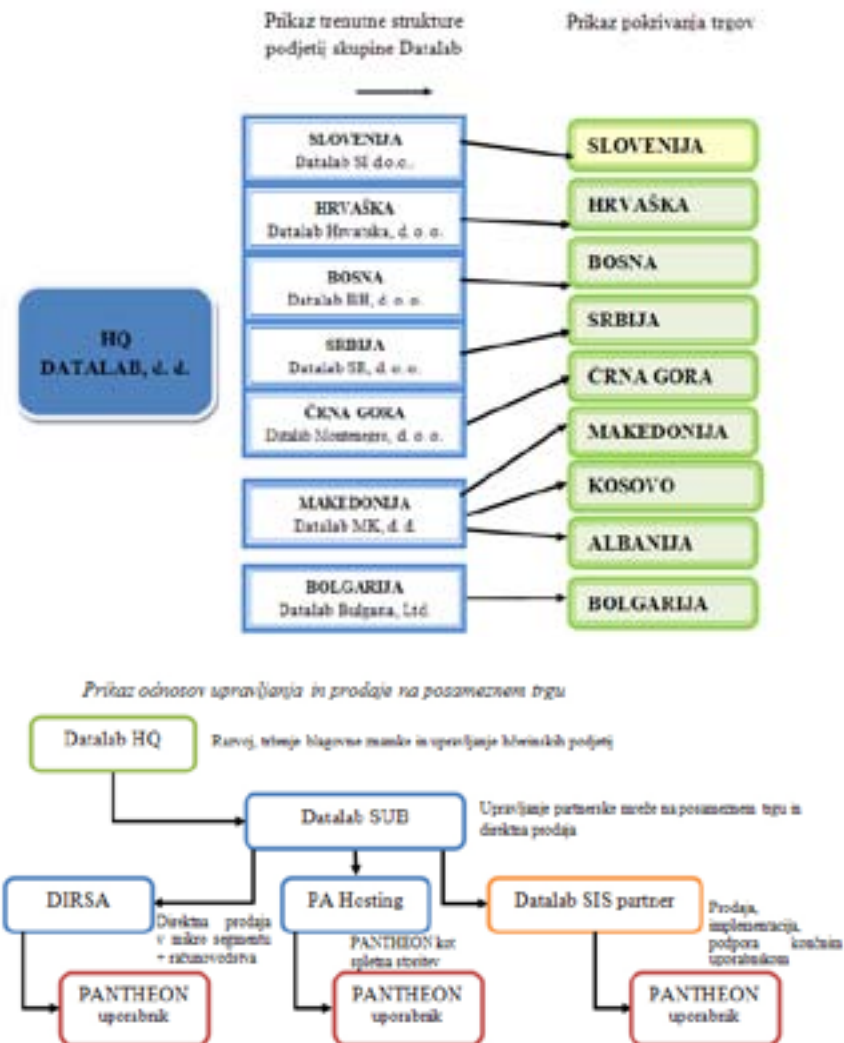 Prikaz trenutne strukture
podjetij skupine Datalab
Prikaz pokrivanja trgov
HQ
DATALAB, d. d.
SLOVENIJA
Datalab SI d.o.o.
HRVAŠKA
Datalab Hrvatska, d. o. o.
BOSNA
Datalab BH, d. o. o.
SRBIJA
Datalab SR, d. o. o.
ČRNA GORA
Datalab Montenegro, d. o. o.
MAKEDONIJA
Datalab MK, d. d.
BOLGARIJA
Datalab Bulgaria, Ltd.
SLOVENIJA
HRVAŠKA
BOSNA
SRBIJA
ČRNA GORA
MAKEDONIJA
KOSOVO
ALBANIJA
BOLGARIJA
Prikaz odnosov upravljanja in prodaje na posameznem trgu
Datalab HQ
Razvoj, trženje blagovne znamke in upravljanje hčerinskih podjetij
Datalab SUB
Upravljanje partnerske mreže na posameznem trgu in
direktna prodaja
DIRSA
Direktna prodaja
v mikro segmentu
+ računovodstva
PANTHEON
uporabnik
PA Hosting
PANTHEON kot
spletna storitev
PANTHEON
uporabnik
Datalab SIS partner
Prodaja,
implementacija,
podpora končnim
uporabnikom
PANTHEON
uporabnik